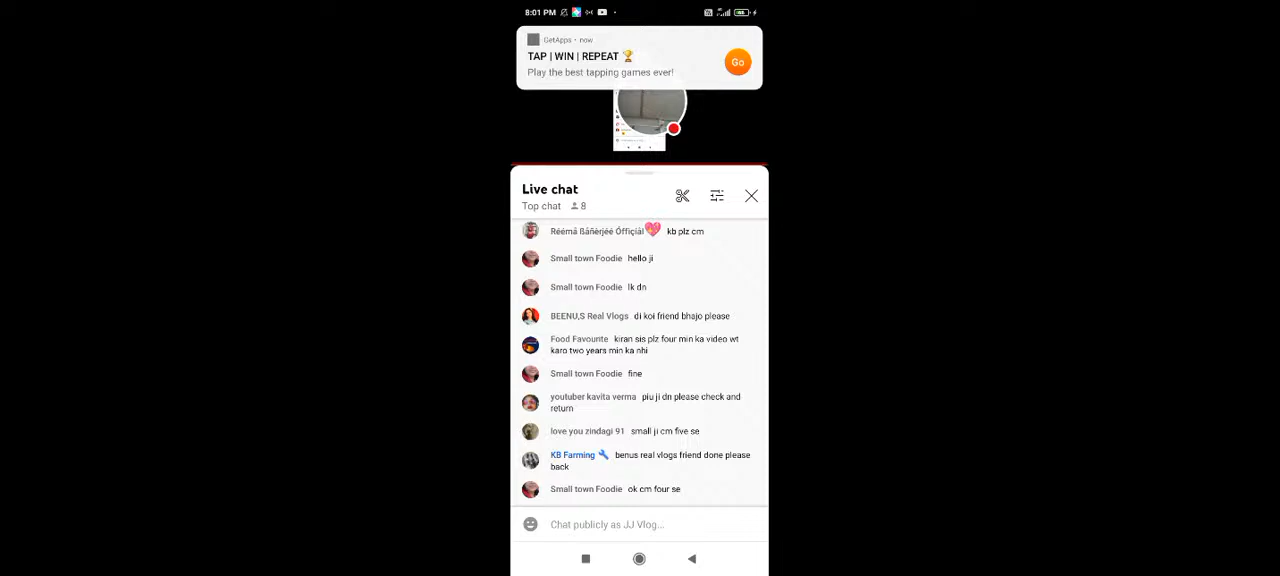 8:01 PM
GetApps • now
TAP | WIN | REPEAT 🏆
Play the best tapping games ever!
Go
Live chat
Top chat 8
Réémá ßáñèrjéé Óffiçiàl💖 kb plz cm
Small town Foodie hello ji
Small town Foodie lk dn
BEENU,S Real Vlogs di koi friend bhajo please
Food Favourite kiran sis plz four min ka video wt
karo two years min ka nhi
Small town Foodie fine
youtuber kavita verma piu ji dn please check and
return
love you zindagi 91 small ji cm five se
KB Farming 🔧 benus real vlogs friend done please
back
Small town Foodie ok cm four se
Chat publicly as JJ Vlog...